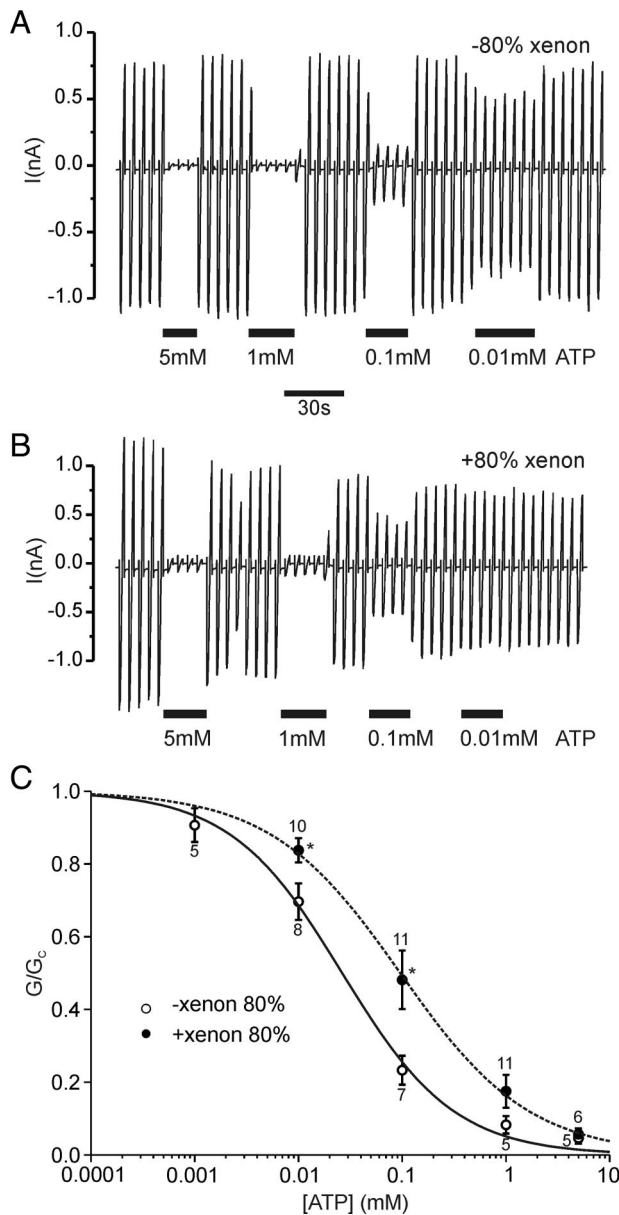 A
-80% xenon
1.0
0.5
0.0
-0.5
-1.0
I(nA)
5mM 1mM 0.1mM 0.01mM ATP
30s
B
+80% xenon
1.0
0.5
0.0
-0.5
-1.0
I(nA)
5mM 1mM 0.1mM 0.01mM ATP
C
1.0
0.8
0.6
0.4
0.2
0.0
G/Gc
5
10
*
8
11
*
7
11
5
6
5
-xenon 80%
+xenon 80%
0.0001 0.001 0.01 0.1 1 10
[ATP] (mM)